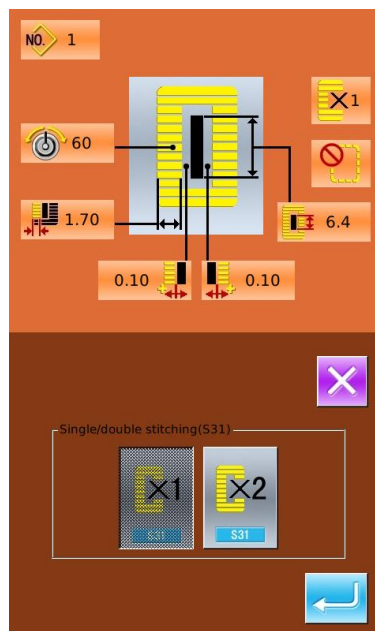 NO. 1
×1
60
1.70
6.4
0.10
0.10
Single/double stitching(S31)
×1
×2
S31
S31